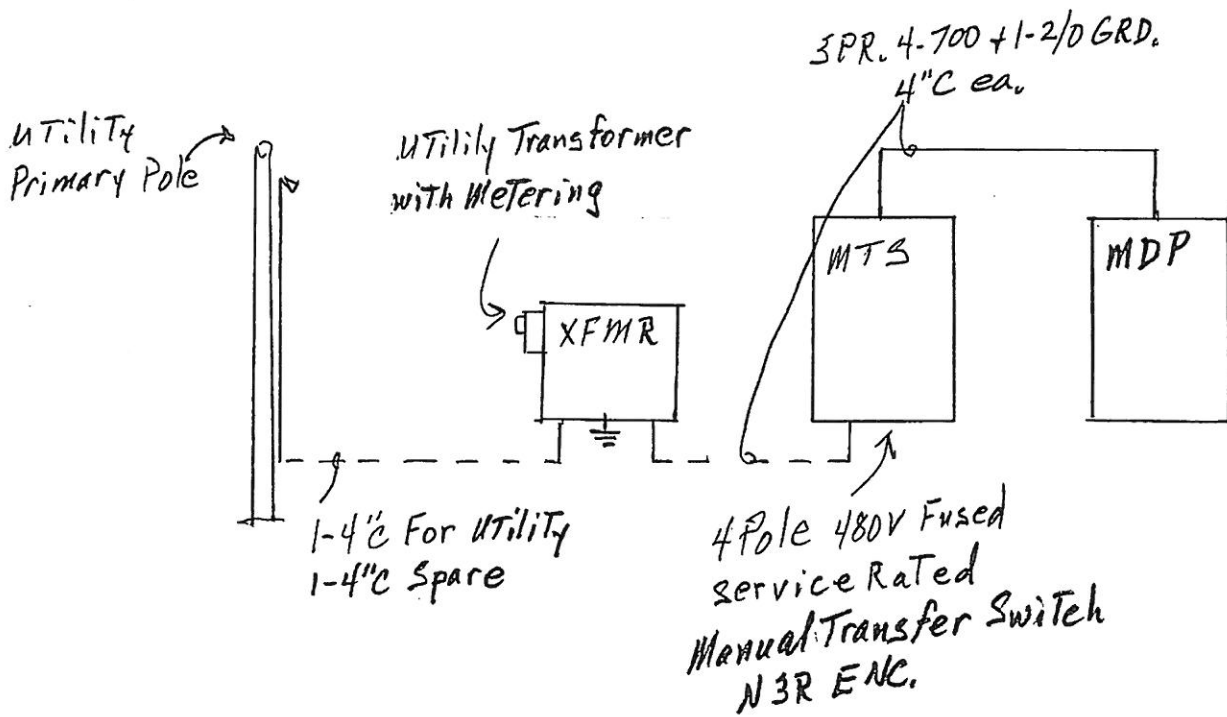 3PR. 4-700 + 1-2/0 GRD.
4"C ea.
UTiliTy
Primary Pole
UTilily Transformer
with MeTering
MTS
MDP
XFMR
1-4"C For UTiliTy
1-4"C Spare
4 Pole 480V Fused
Service RaTed
Manual Transfer SwiTch
N3R ENC.